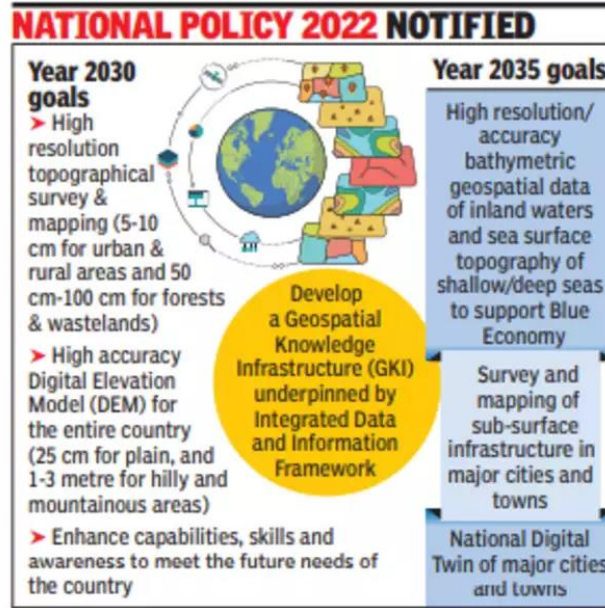 NATIONAL POLICY 2022 NOTIFIED
Year 2030
goals
➤ High
resolution
topographical
survey &
mapping (5-10
cm for urban &
rural areas and 50
cm-100 cm for forests
& wastelands)
➤ High accuracy
Digital Elevation
Model (DEM) for
the entire country
(25 cm for plain, and
1-3 metre for hilly and
mountainous areas)
➤ Enhance capabilities, skills and
awareness to meet the future needs of
the country
Develop
a Geospatial
Knowledge
Infrastructure (GKI)
underpinned by
Integrated Data
and Information
Framework
Year 2035 goals
High resolution/
accuracy
bathymetric
geospatial data
of inland waters
and sea surface
topography of
shallow/deep seas
to support Blue
Economy
Survey and
mapping of
sub-surface
infrastructure in
major cities and
towns
National Digital
Twin of major cities
and towns